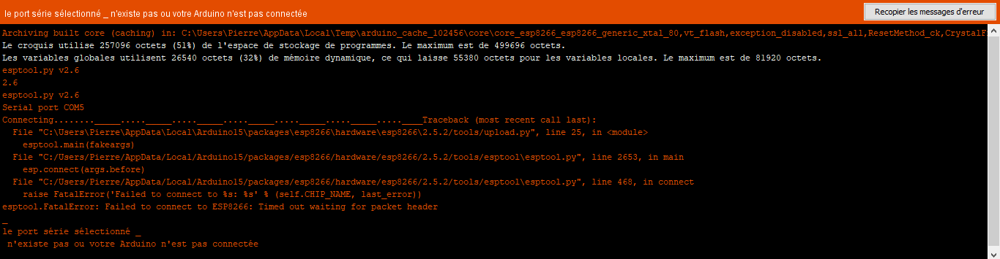 le port série sélectionné _ n'existe pas ou votre Arduino n'est pas connectée
Recopier les messages d'erreur
Archiving built core (caching) in: C:\Users\Pierre\AppData\Local\Temp\arduino_cache_102456\core\core_esp8266_esp8266_generic_xtal_80,vt_flash,exception_disabled,ssl_all,ResetMethod_ck,CrystalFr
Le croquis utilise 257096 octets (51%) de l'espace de stockage de programmes. Le maximum est de 499696 octets.
Les variables globales utilisent 26540 octets (32%) de mémoire dynamique, ce qui laisse 55380 octets pour les variables locales. Le maximum est de 81920 octets.
esptool.py v2.6
2.6
esptool.py v2.6
Serial port COM5
Connecting........_____....._____....._____....._____....._____....._____.....____Traceback (most recent call last):
  File "C:\Users\Pierre\AppData\Local\Arduino15\packages\esp8266\hardware\esp8266\2.5.2/tools/upload.py", line 25, in <module>
    esptool.main(fakeargs)
  File "C:/Users/Pierre/AppData/Local/Arduino15/packages/esp8266/hardware/esp8266/2.5.2/tools/esptool\esptool.py", line 2653, in main
    esp.connect(args.before)
  File "C:/Users/Pierre/AppData/Local/Arduino15/packages/esp8266/hardware/esp8266/2.5.2/tools/esptool\esptool.py", line 468, in connect
    raise FatalError('Failed to connect to %s: %s' % (self.CHIP_NAME, last_error))
esptool.FatalError: Failed to connect to ESP8266: Timed out waiting for packet header
_
le port série sélectionné _
 n'existe pas ou votre Arduino n'est pas connectée